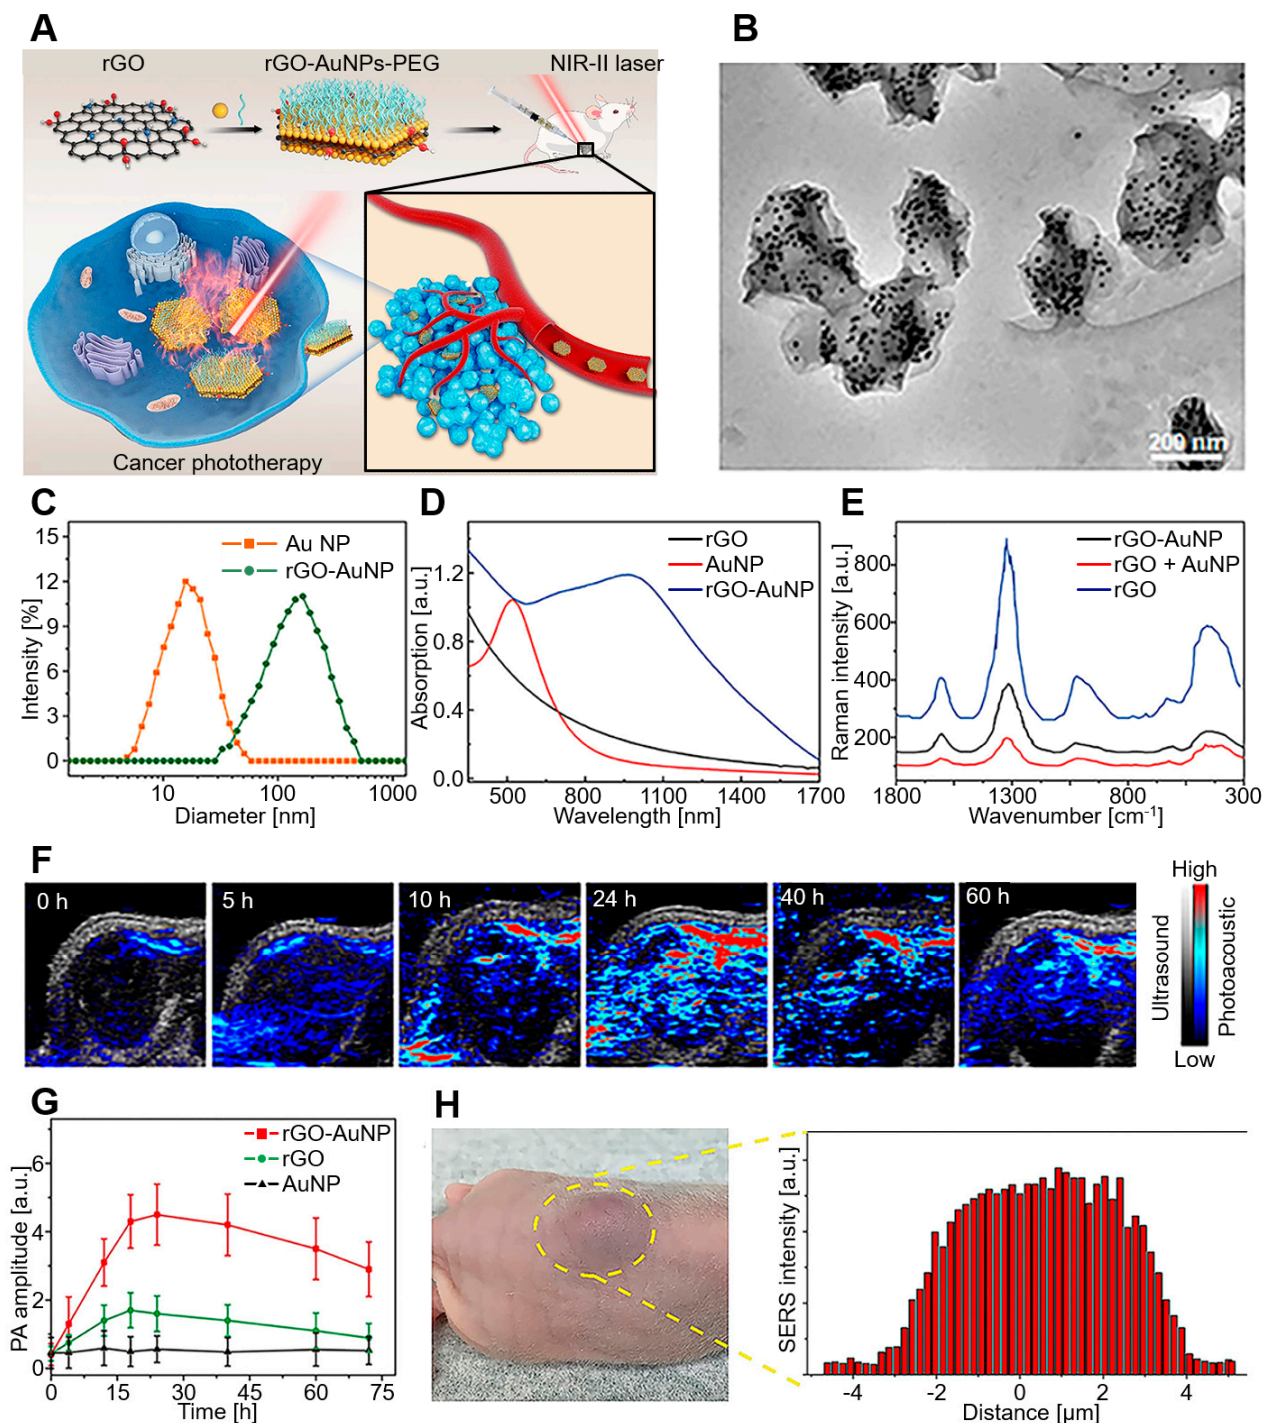 A
rGO
rGO-AuNPs-PEG
NIR-II laser
Cancer phototherapy
B
200 nm
C
Intensity [%]
15
12
9
6
3
0
Au NP
rGO-AuNP
10
100
1000
Diameter [nm]
D
Absorption [a.u.]
1.2
0.8
0.4
0.0
rGO
AuNP
rGO-AuNP
500
800
1100
1400
1700
Wavelength [nm]
E
Raman intensity [a.u.]
800
600
400
200
rGO-AuNP
rGO + AuNP
rGO
1800
1300
800
300
Wavenumber [cm⁻¹]
F
0 h
5 h
10 h
24 h
40 h
60 h
High
Ultrasound
Photoacoustic
Low
G
PA amplitude [a.u.]
6
4
2
0
rGO-AuNP
rGO
AuNP
0
15
30
45
60
75
Time [h]
H
SERS intensity [a.u.]
-4
-2
0
2
4
Distance [µm]